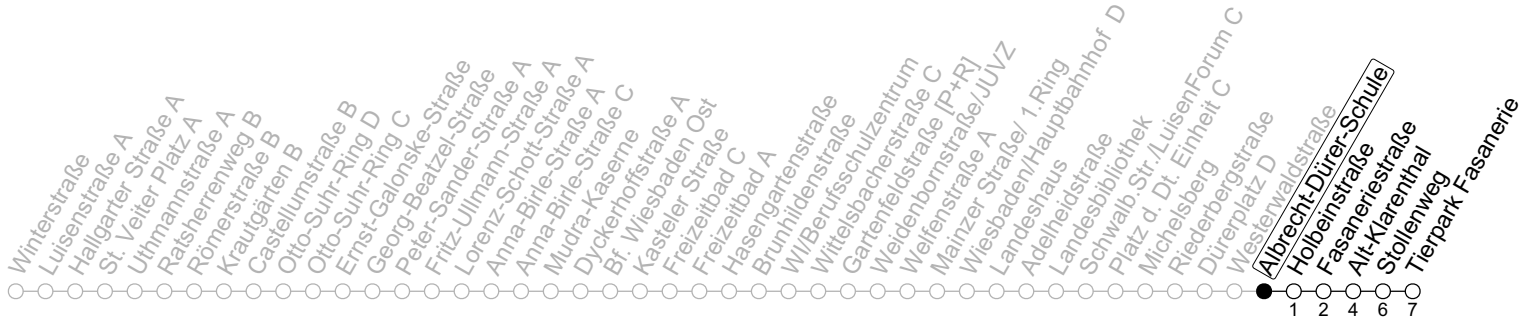 Winterstraße
Luisenstraße A
Hallgarter Straße A
St. Veiter Platz A
Uthmannstraße A
Ratsherrenweg B
Römerstraße B
Krautgärten B
Castellumstraße B
Otto-Suhr-Ring D
Otto-Suhr-Ring C
Ernst-Galonske-Straße
Georg-Beatzel-Straße
Peter-Sander-Straße A
Fritz-Ullmann-Straße A
Lorenz-Schott-Straße A
Anna-Birle-Straße A
Anna-Birle-Straße C
Mudra-Kaserne
Dyckerhoffstraße A
Bf. Wiesbaden Ost
Kasteler Straße
Freizeitbad C
Freizeitbad A
Hasengartenstraße
Brunhildenstraße
WI/Berufsschulzentrum
Wittelsbacherstraße C
Gartenfeldstraße [P+R]
Weidenbornstraße/JUVZ
Welfenstraße A
Mainzer Straße/ 1.Ring
Wiesbaden/Hauptbahnhof D
Landeshaus
Adelheidstraße
Landesbibliothek
Schwalb.Str./LuisenForum C
Platz d. Dt. Einheit C
Michelsberg
Riederbergstraße
Dürerplatz D
Westerwaldstraße
Albrecht-Dürer-Schule
Holbeinstraße
Fasaneriestraße
Alt-Klarenthal
Stollenweg
Tierpark Fasanerie
1 2 4 6 7